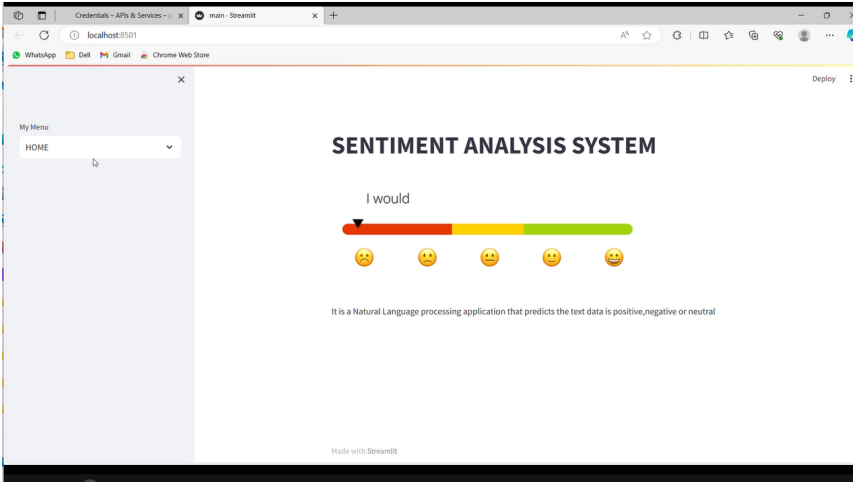 Credentials – APIs & Services – p
main - Streamlit
localhost:8501
WhatsApp
Dell
Gmail
Chrome Web Store
Deploy
My Menu
HOME
SENTIMENT ANALYSIS SYSTEM
I would
It is a Natural Language processing application that predicts the text data is positive,negative or neutral
Made with Streamlit